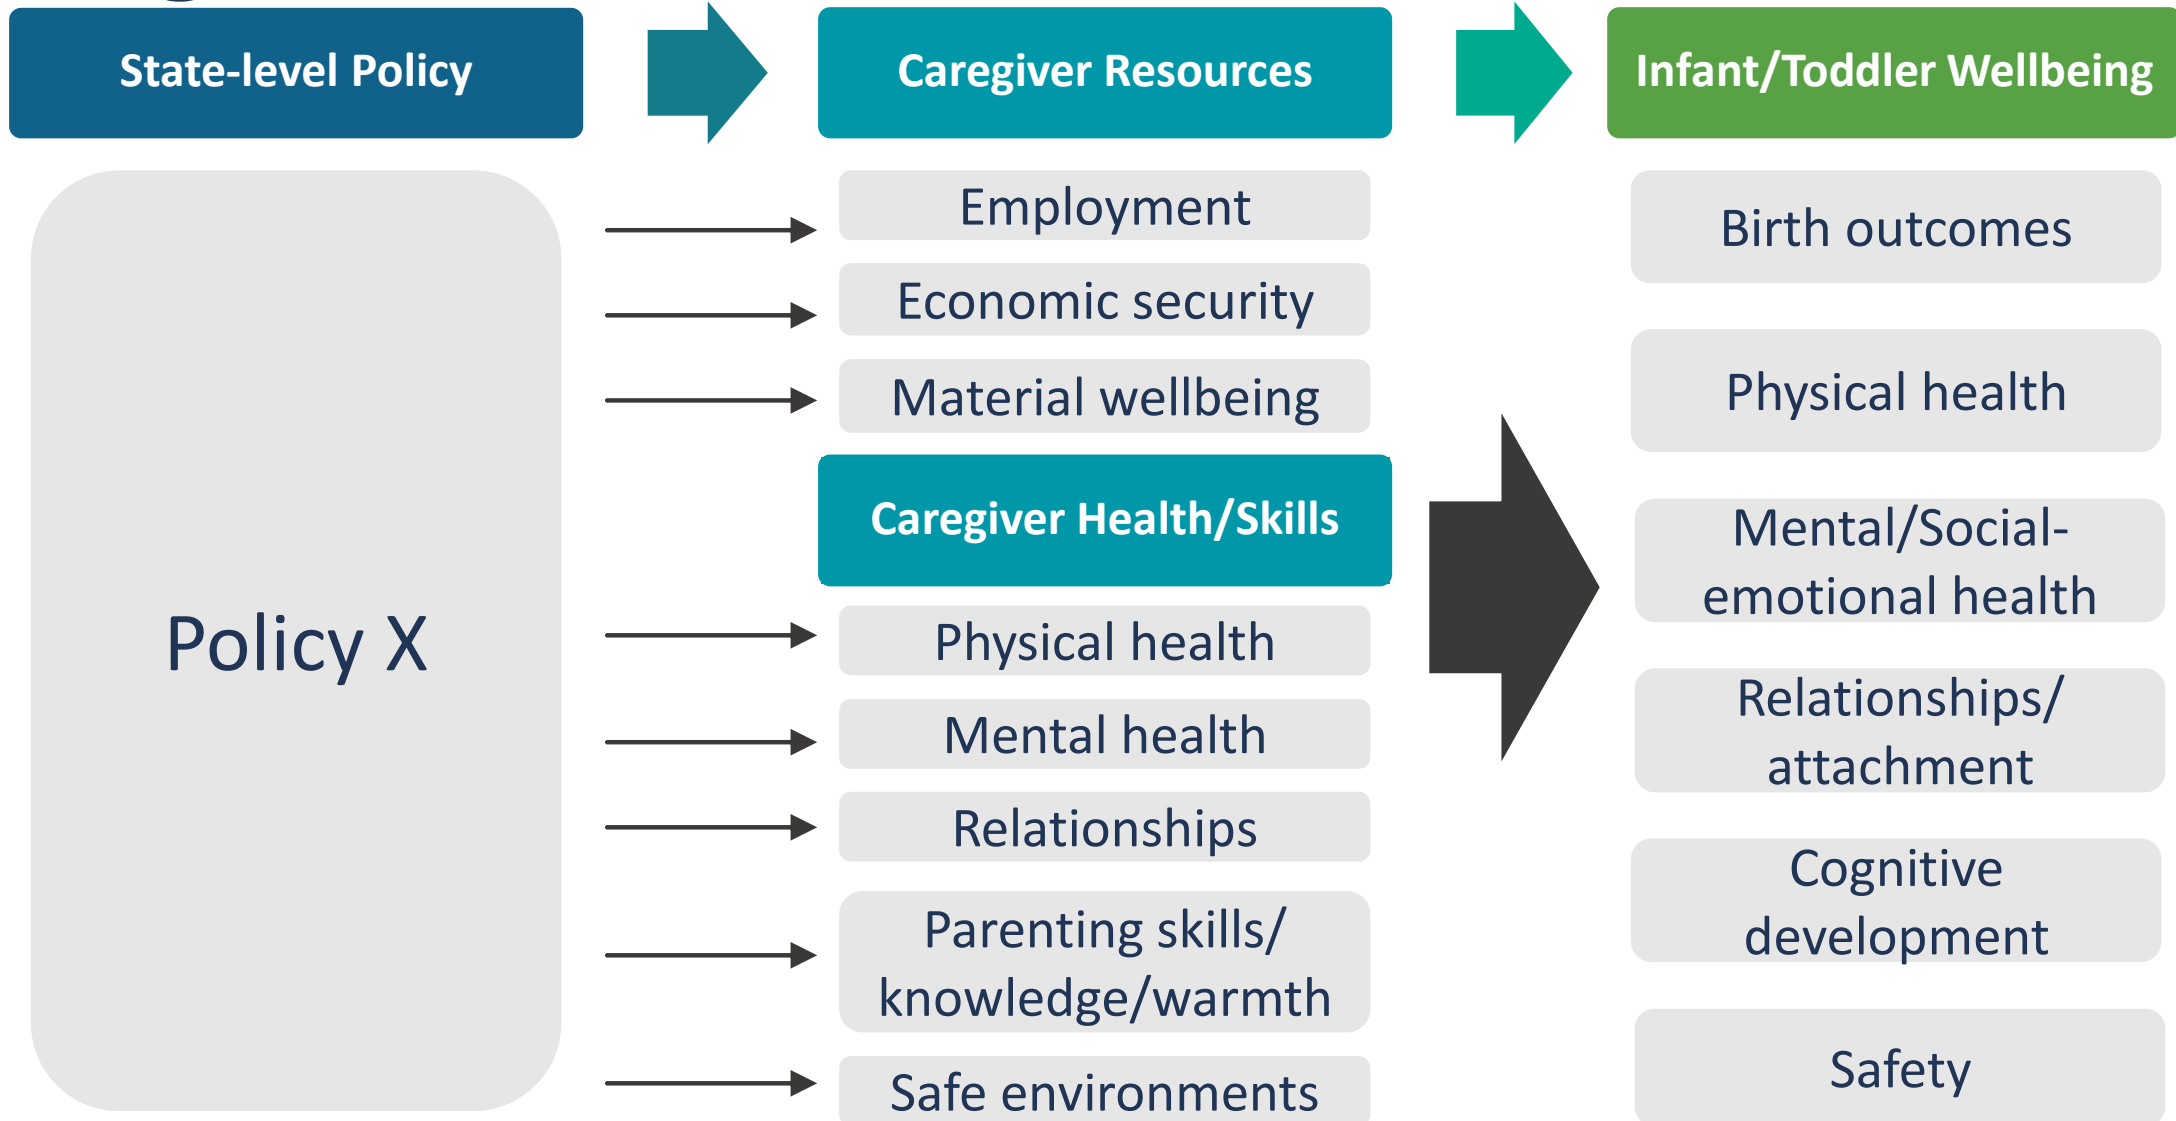 State-level Policy
Caregiver Resources
Infant/Toddler Wellbeing
Policy X
Employment
Economic security
Material wellbeing
Caregiver Health/Skills
Physical health
Mental health
Relationships
Parenting skills/
knowledge/warmth
Safe environments
Birth outcomes
Physical health
Mental/Social-
emotional health
Relationships/
attachment
Cognitive
development
Safety